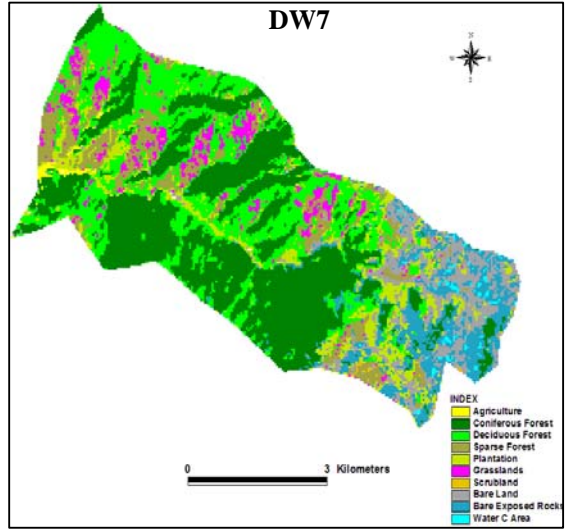 DW7
N
W E
S
INDEX
Agriculture
Coniferous Forest
Deciduous Forest
Sparse Forest
Plantation
Grasslands
Scrubland
Bare Land
Bare Exposed Rocks
Water C Area
0 3 Kilometers